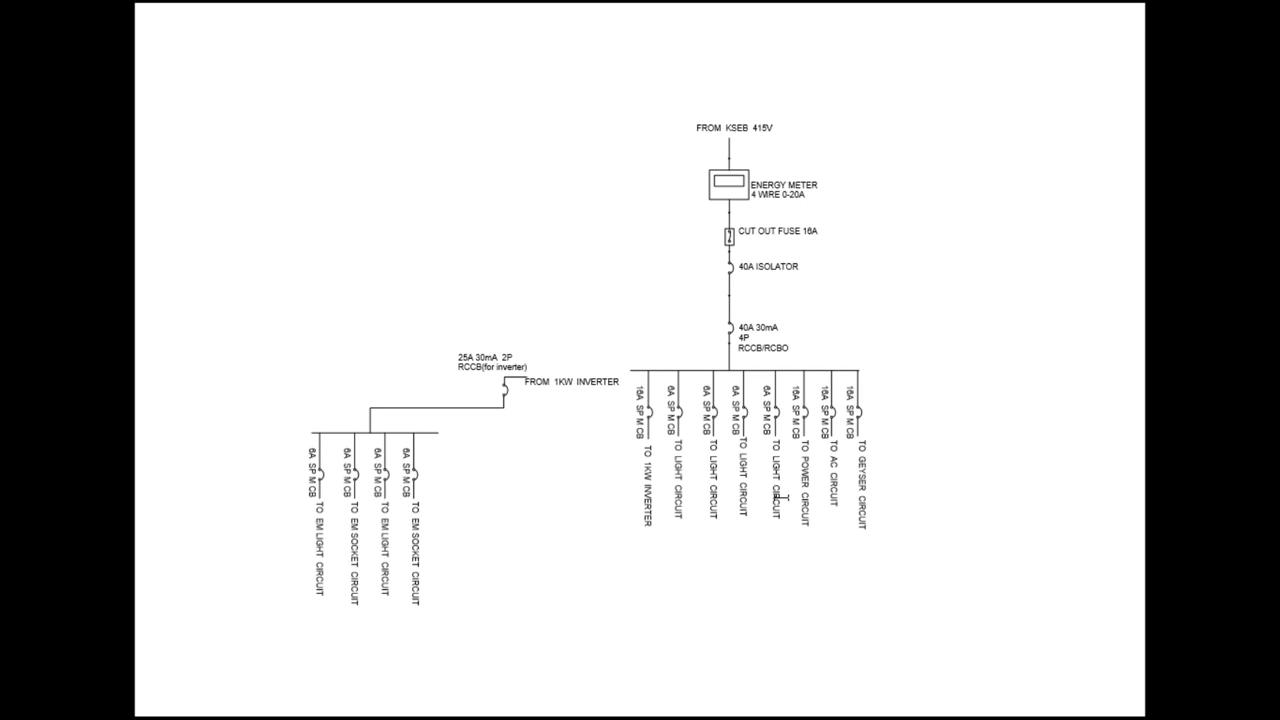 FROM KSEB 415V
ENERGY METER
4 WIRE 0-20A
CUT OUT FUSE 16A
40A ISOLATOR
40A 30mA
4P
RCCB/RCBO
25A 30mA 2P
RCCB(for inverter)
FROM 1KW INVERTER
16A SP MCB
6A SP MCB
6A SP MCB
6A SP MCB
6A SP MCB
16A SP MCB
16A SP MCB
16A SP MCB
TO 1KW INVERTER
TO LIGHT CIRCUIT
TO LIGHT CIRCUIT
TO LIGHT CIRCUIT
TO LIGHT CIRCUIT
TO POWER CIRCUIT
TO AC CIRCUIT
TO GEYSER CIRCUIT
6A SP MCB
6A SP MCB
6A SP MCB
6A SP MCB
TO EM LIGHT CIRCUIT
TO EM SOCKET CIRCUIT
TO EM LIGHT CIRCUIT
TO EM SOCKET CIRCUIT